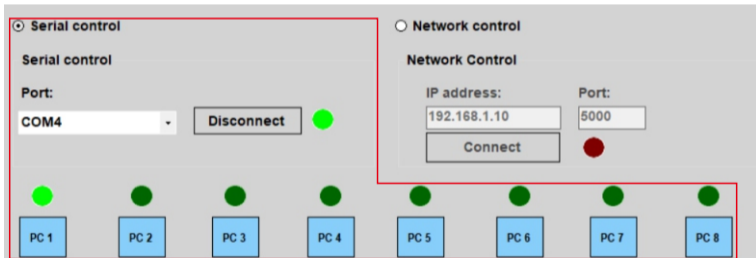 Serial control
Network control
Serial control
Network Control
Port:
IP address:
Port:
COM4
Disconnect
192.168.1.10
5000
Connect
PC 1
PC 2
PC 3
PC 4
PC 5
PC 6
PC 7
PC 8